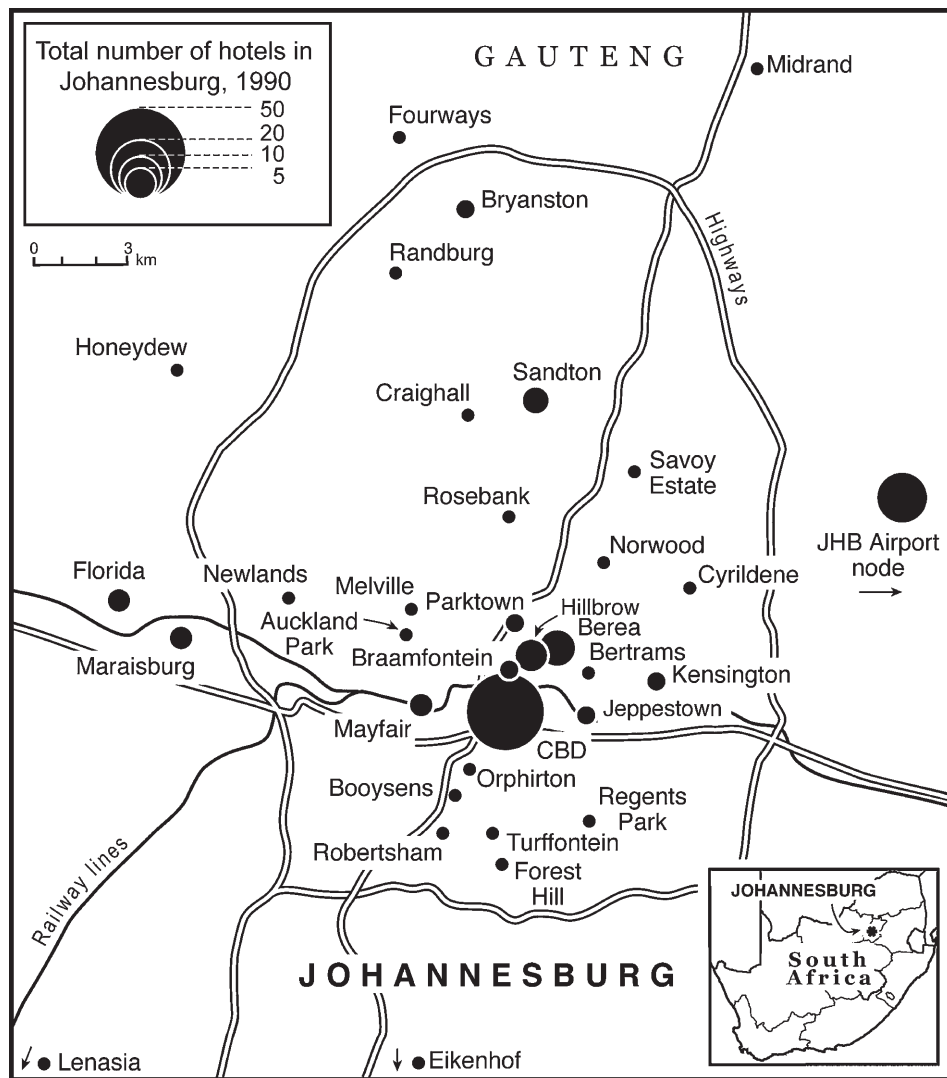 Total number of hotels in
Johannesburg, 1990
50
20
10
5
GAUTENG
Midrand
Fourways
Bryanston
Highways
0 3
km
Randburg
Honeydew
Sandton
Craighall
Savoy
Estate
Rosebank
JHB Airport
node
Norwood
Florida
Newlands
Cyrildene
Melville
Parktown
Hillbrow
Auckland
Park
Berea
Braamfontein
Bertrams
Maraisburg
Kensington
Jeppestown
Mayfair
CBD
Orphirton
Booysens
Regents
Park
Robertsham
Turffontein
Forest
Hill
Railway lines
JOHANNESBURG
South
Africa
JOHANNESBURG
Lenasia
Eikenhof